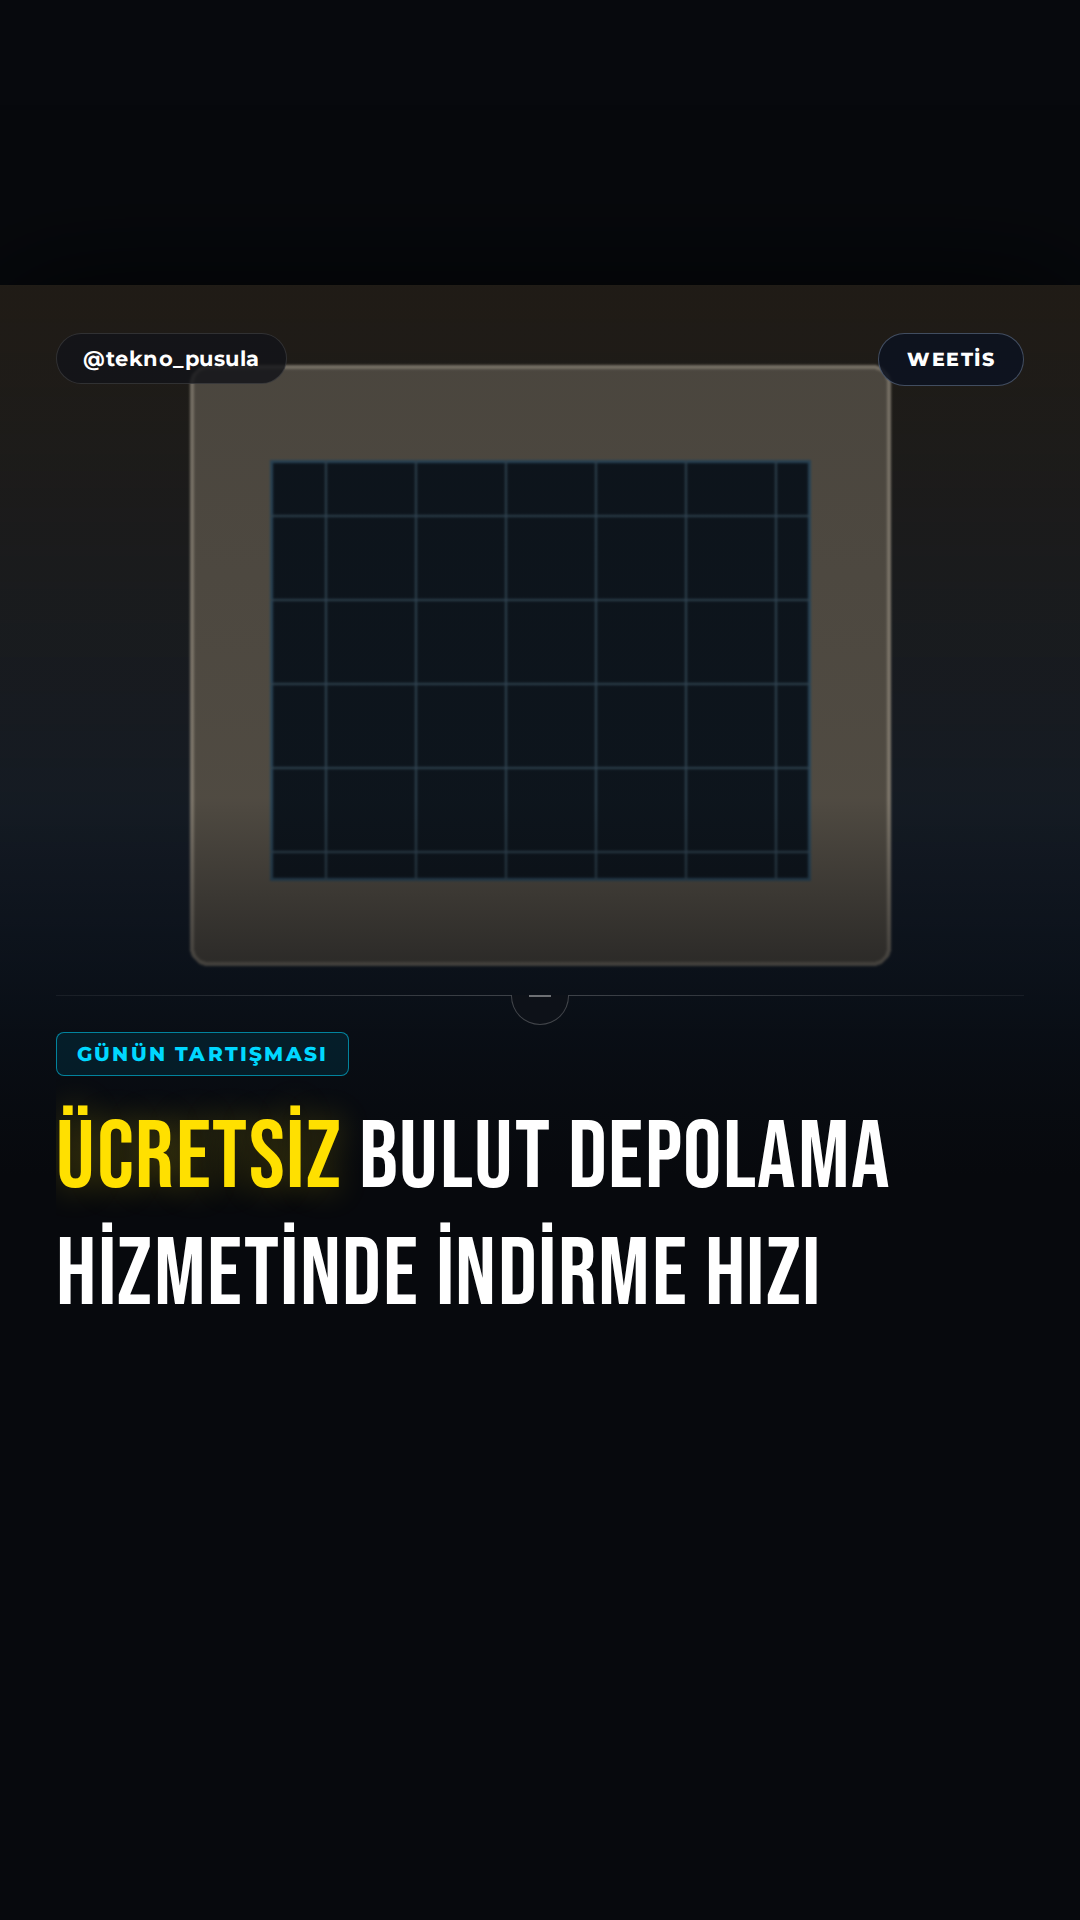 @tekno_pusula
WEETİS
GÜNÜN TARTIŞMASI
ÜCRETSİZ BULUT DEPOLAMA
HİZMETİNDE İNDİRME HIZI